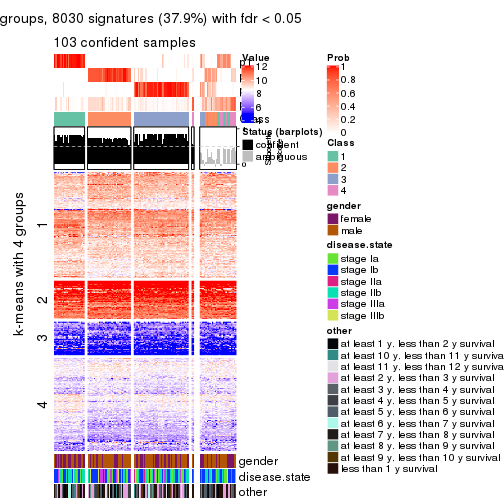 groups, 8030 signatures (37.9%) with fdr < 0.05
103 confident samples
Value
12
10
8
6
Status (barplots)
confident
ambiguous
0
Class
1
2
3
4
k-means with 4 groups
gender
disease.state
other
Prob
1
0.8
0.6
0.4
0.2
0
Class
1
2
3
4
gender
female
male
disease.state
stage Ia
stage Ib
stage IIa
stage IIb
stage IIIa
stage IIIb
other
at least 1 y. less than 2 y survival
at least 10 y. less than 11 y surviva
at least 11 y. less than 12 y surviva
at least 2 y. less than 3 y survival
at least 3 y. less than 4 y survival
at least 4 y. less than 5 y survival
at least 5 y. less than 6 y survival
at least 6 y. less than 7 y survival
at least 7 y. less than 8 y survival
at least 8 y. less than 9 y survival
at least 9 y. less than 10 y survival
less than 1 y survival